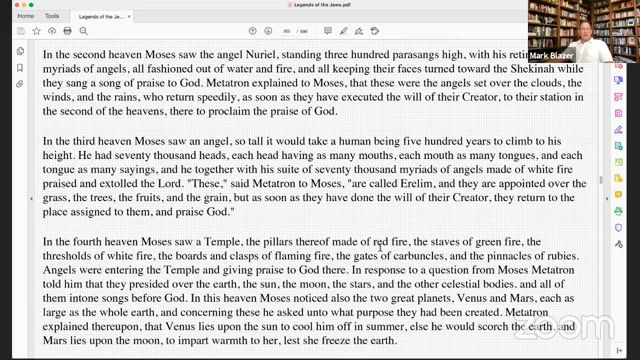 Home
Tools
Legends of the Jews.pdf
Legends of the Je...
Mark Blazer
In the second heaven Moses saw the angel Nuriel, standing three hundred parasangs high, with his
myriads of angels, all fashioned out of water and fire, and all keeping their faces turned toward the Shekinah while
they sang a song of praise to God. Metatron explained to Moses, that these were the angels set over the clouds, the
winds, and the rains, who return speedily, as soon as they have executed the will of their Creator, to their station in
the second of the heavens, there to proclaim the praise of God.
In the third heaven Moses saw an angel, so tall it would take a human being five hundred years to climb to his
height. He had seventy thousand heads, each head having as many mouths, each mouth as many tongues, and each
tongue as many sayings, and he together with his suite of seventy thousand myriads of angels made of white fire
praised and extolled the Lord. "These," said Metatron to Moses, "are called Erelim, and they are appointed over the
grass, the trees, the fruits, and the grain, but as soon as they have done the will of their Creator, they return to the
place assigned to them, and praise God."
In the fourth heaven Moses saw a Temple, the pillars thereof made of red fire, the staves of green fire, the
thresholds of white fire, the boards and clasps of flaming fire, the gates of carbuncles, and the pinnacles of rubies.
Angels were entering the Temple and giving praise to God there. In response to a question from Moses Metatron
told him that they presided over the earth, the sun, the moon, the stars, and the other celestial bodies, and all of
them intone songs before God. In this heaven Moses noticed also the two great planets, Venus and Mars, each as
large as the whole earth, and concerning these he asked unto what purpose they had been created. Metatron
explained thereupon, that Venus lies upon the sun to cool him off in summer, else he would scorch the earth, and
Mars lies upon the moon, to impart warmth to her, lest she freeze the earth.
zoom